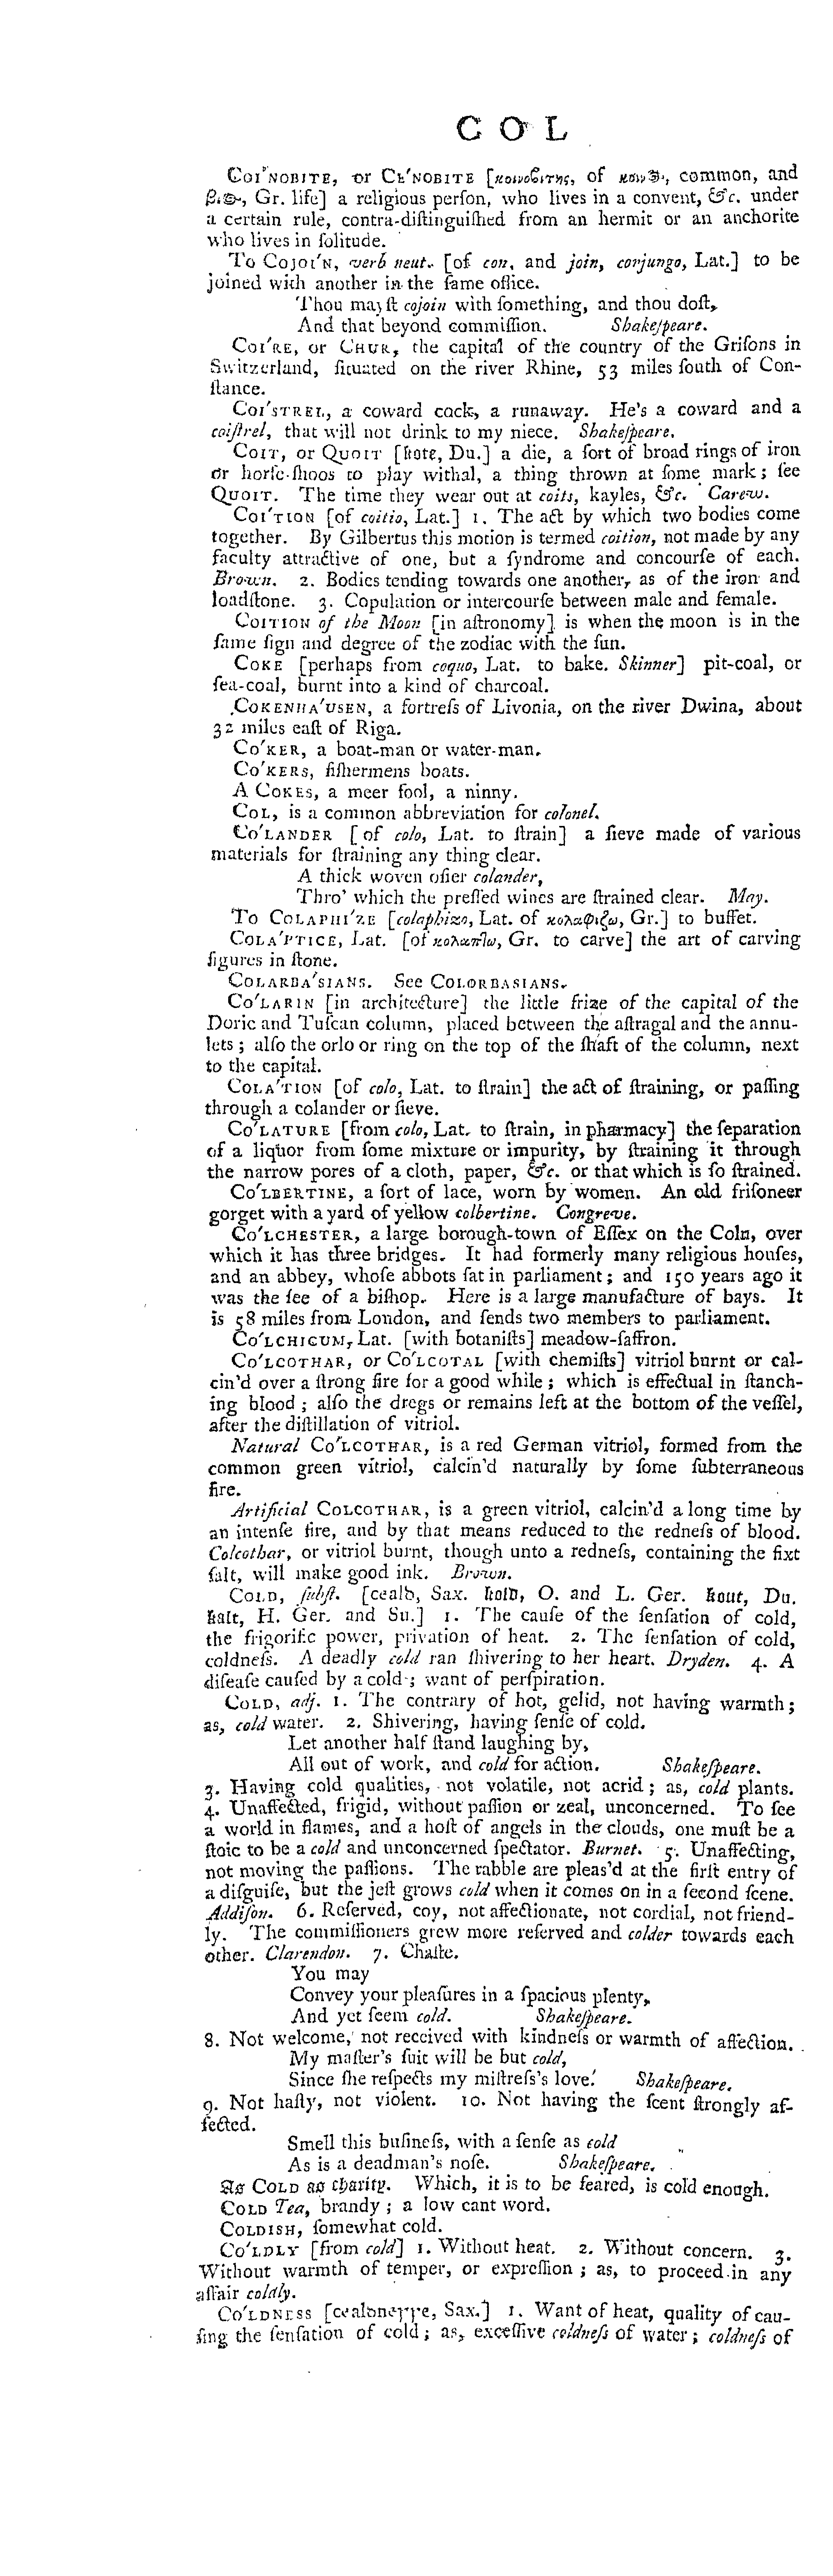 C O L
COI'NOBITE, or CE'NOBITE [κοινοβιτης, of κοινος, common, and
βιος, Gr. life] a religious perſon, who lives in a convent, &c. under
a certain rule, contra-diſtinguiſhed from an hermit or an anchorite
who lives in ſolitude.
To COJOI'N, verb neut. [of con, and join, conjungo, Lat.] to be
joined with another in the ſame office.
Thou mayſt cojoin with ſomething, and thou doſt,
And that beyond commiſſion. Shakeſpeare.
COI'RE, or CHUR, the capital of the country of the Griſons in
Switzerland, ſituated on the river Rhine, 53 miles ſouth of Con-
ſtance.
COI'STREL, a coward cock, a runaway. He's a coward and a
coiſtrel, that will not drink to my niece. Shakeſpeare.
COIT, or QUOIT [kote, Du.] a die, a ſort of broad rings of iron
or horſe-ſhoos to play withal, a thing thrown at ſome mark; ſee
QUOIT. The time they wear out at coits, kayles, &c. Carew.
COI'TION [of coitio, Lat.] 1. The act by which two bodies come
together. By Gilbertus this motion is termed coition, not made by any
faculty attractive of one, but a ſyndrome and concourſe of each.
Brown. 2. Bodies tending towards one another, as of the iron and
loadſtone. 3. Copulation or intercourſe between male and female.
COITION of the Moon [in aſtronomy] is when the moon is in the
ſame ſign and degree of the zodiac with the ſun.
COKE [perhaps from coquo, Lat. to bake. Skinner] pit-coal, or
ſea-coal, burnt into a kind of charcoal.
COKENHA'USEN, a fortreſs of Livonia, on the river Dwina, about
32 miles eaſt of Riga.
CO'KER, a boat-man or water-man.
CO'KERS, fiſhermens boats.
A COKES, a meer fool, a ninny.
COL, is a common abbreviation for colonel.
CO'LANDER [of colo, Lat. to ſtrain] a ſieve made of various
materials for ſtraining any thing clear.
A thick woven oſier colander,
Thro' which the preſſed wines are ſtrained clear. May.
To COLAPHI'ZE [colaphizo, Lat. of κολαφιζω, Gr.] to buffet.
COLA'PTICE, Lat. [of κολαπτω, Gr. to carve] the art of carving
figures in ſtone.
COLARBA'SIANS. See COLORBASIANS.
CO'LARIN [in architecture] the little frize of the capital of the
Doric and Tuſcan column, placed between the aſtragal and the annu-
lets; alſo the orlo or ring on the top of the ſhaft of the column, next
to the capital.
COLA'TION [of colo, Lat. to ſtrain] the act of ſtraining, or paſſing
through a colander or ſieve.
CO'LATURE [from colo, Lat. to ſtrain, in pharmacy] the ſeparation
of a liquor from ſome mixture or impurity, by ſtraining it through
the narrow pores of a cloth, paper, &c. or that which is ſo ſtrained.
CO'LBERTINE, a ſort of lace, worn by women. An old friſoneer
gorget with a yard of yellow colbertine. Congreve.
CO'LCHESTER, a large borough-town of Eſſex on the Coln, over
which it has three bridges. It had formerly many religious houſes,
and an abbey, whoſe abbots ſat in parliament; and 150 years ago it
was the ſee of a biſhop. Here is a large manufacture of bays. It
is 58 miles from London, and ſends two members to parliament.
CO'LCHICUM, Lat. [with botaniſts] meadow-ſaffron.
CO'LCOTHAR, or CO'LCOTAL [with chemiſts] vitriol burnt or cal-
cin'd over a ſtrong fire for a good while; which is effectual in ſtanch-
ing blood; alſo the dregs or remains left at the bottom of the veſſel,
after the diſtillation of vitriol.
Natural CO'LCOTHAR, is a red German vitriol, formed from the
common green vitriol, calcin'd naturally by ſome ſubterraneous
fire.
Artificial COLCOTHAR, is a green vitriol, calcin'd a long time by
an intenſe fire, and by that means reduced to the redneſs of blood.
Colcothar, or vitriol burnt, though unto a redneſs, containing the fixt
ſalt, will make good ink. Brown.
COLD, ſubſt. [cealꝺ, Sax. kold, O. and L. Ger. kout, Du.
kalt, H. Ger. and Su.] 1. The cauſe of the ſenſation of cold,
the frigorific power, privation of heat. 2. The ſenſation of cold,
coldneſs. A deadly cold ran ſhivering to her heart. Dryden. 4. A
diſeaſe cauſed by a cold; want of perſpiration.
COLD, adj. 1. The contrary of hot, gelid, not having warmth;
as, cold water. 2. Shivering, having ſenſe of cold.
Let another half ſtand laughing by,
All out of work, and cold for action. Shakeſpeare.
3. Having cold qualities, not volatile, not acrid; as, cold plants.
4. Unaffected, frigid, without paſſion or zeal, unconcerned. To ſee
a world in flames, and a hoſt of angels in the clouds, one muſt be a
ſtoic to be a cold and unconcerned ſpectator. Burnet. 5. Unaffecting,
not moving the paſſions. The rabble are pleas'd at the firſt entry of
a diſguiſe, but the jeſt grows cold when it comes on in a ſecond ſcene.
Addiſon. 6. Reſerved, coy, not affectionate, not cordial, not friend-
ly. The commiſſioners grew more reſerved and colder towards each
other. Clarendon. 7. Chaſte.
You may
Convey your pleaſures in a ſpacious plenty,
And yet ſeem cold. Shakeſpeare.
8. Not welcome, not received with kindneſs or warmth of affection.
My maſter's ſuit will be but cold,
Since ſhe reſpects my miſtreſs's love. Shakeſpeare.
9. Not haſty, not violent. 10. Not having the ſcent ſtrongly af-
fected.
Smell this buſineſs, with a ſenſe as cold
As is a deadman's noſe. Shakeſpeare.
As COLD as charity. Which, it is to be feared, is cold enough.
COLD Tea, brandy; a low cant word.
COLDISH, ſomewhat cold.
CO'LDLY [from cold] 1. Without heat. 2. Without concern. 3.
Without warmth of temper, or expreſſion; as, to proceed in any
affair coldly.
CO'LDNESS [cealꝺneꞃꞃe, Sax.] 1. Want of heat, quality of cau-
ſing the ſenſation of cold; as, exceſſive coldneſs of water; coldneſs of